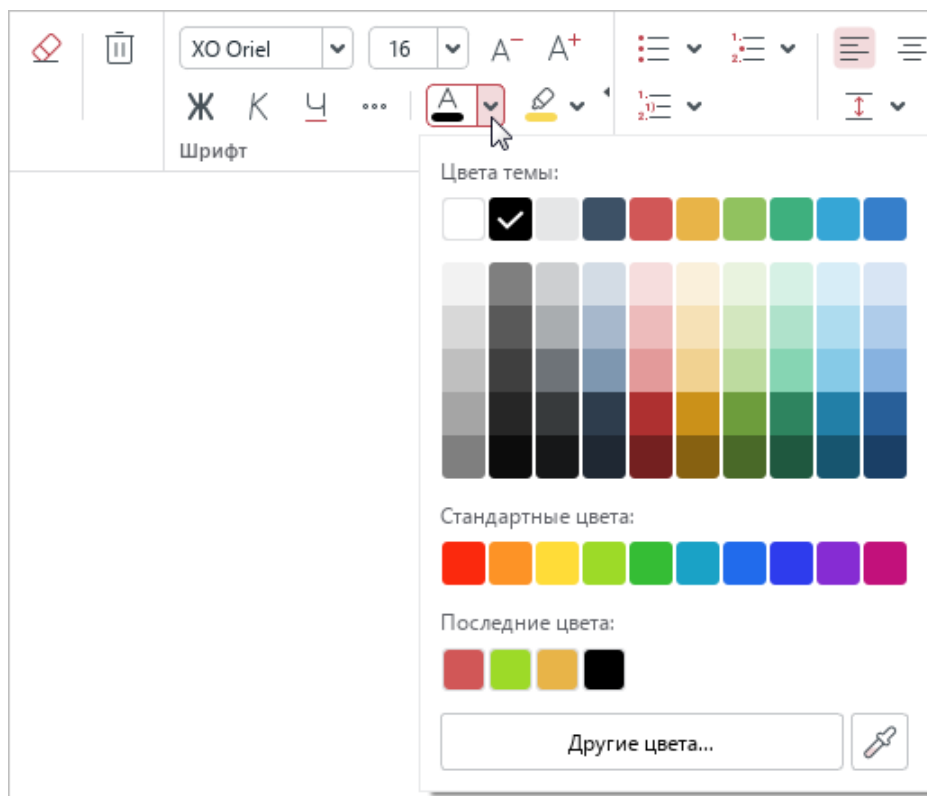 XO Oriel
16
A− A+
Ж К Ч A
Шрифт
Цвета темы:
Стандартные цвета:
Последние цвета:
Другие цвета...